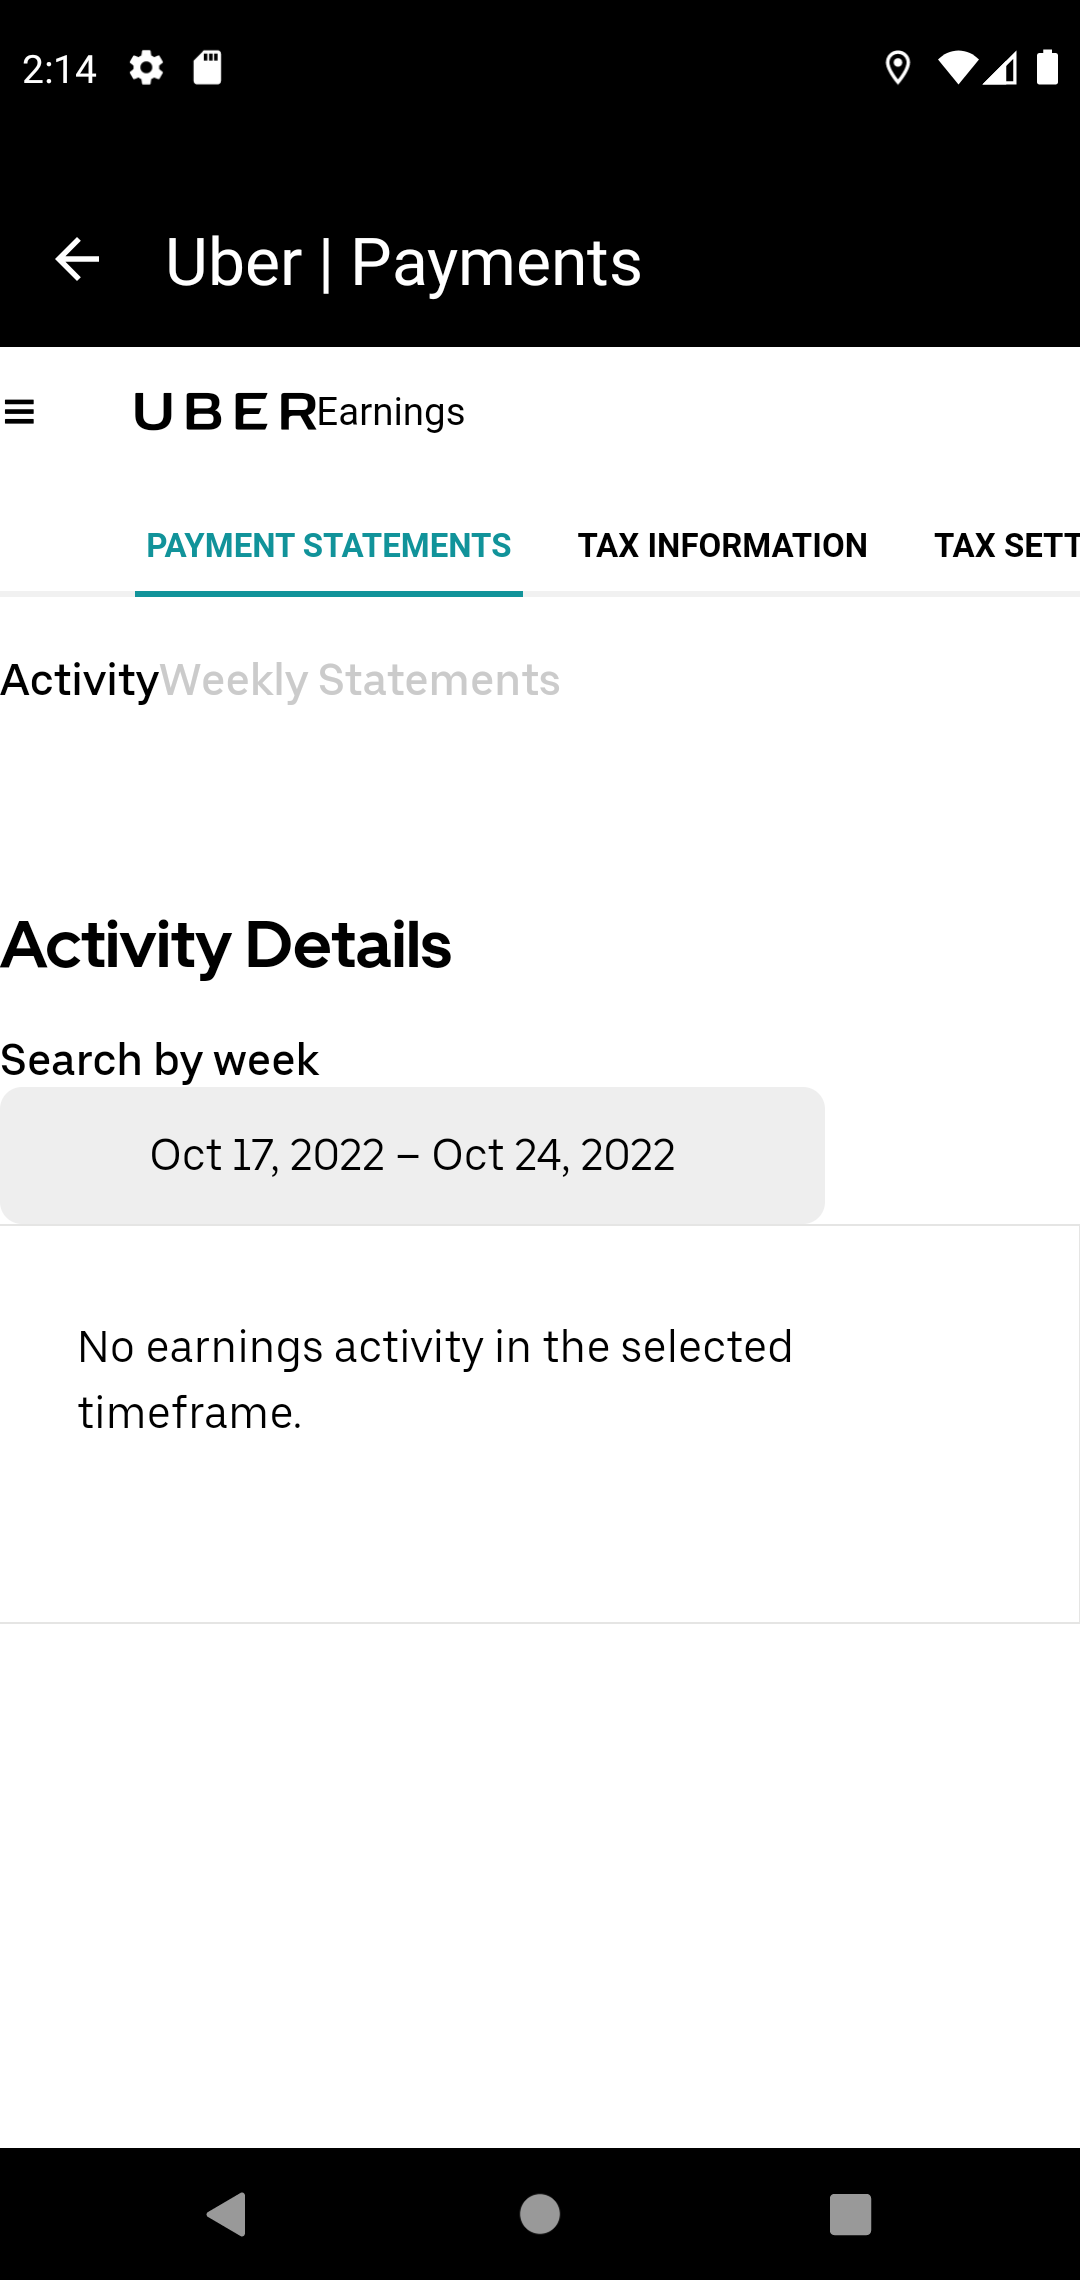 2:14
Uber | Payments
UBER Earnings
PAYMENT STATEMENTS TAX INFORMATION TAX SETT
Activity Weekly Statements
Activity Details
Search by week
Oct 17, 2022 – Oct 24, 2022
No earnings activity in the selected
timeframe.